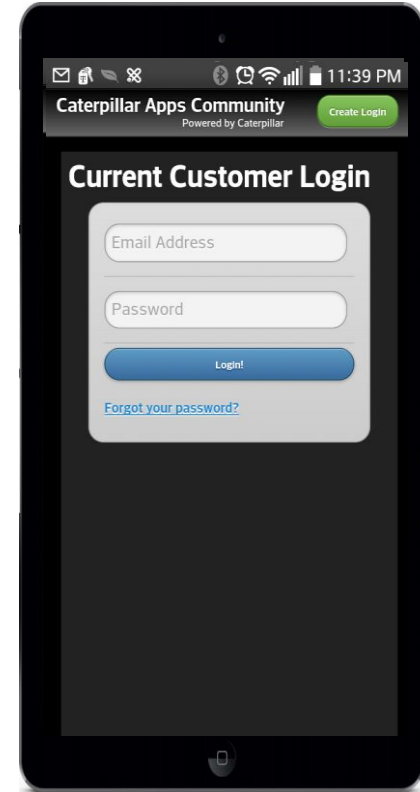 11:39 PM
Caterpillar Apps Community
Powered by Caterpillar
Create Login
Current Customer Login
Email Address
Password
Login!
Forgot your password?